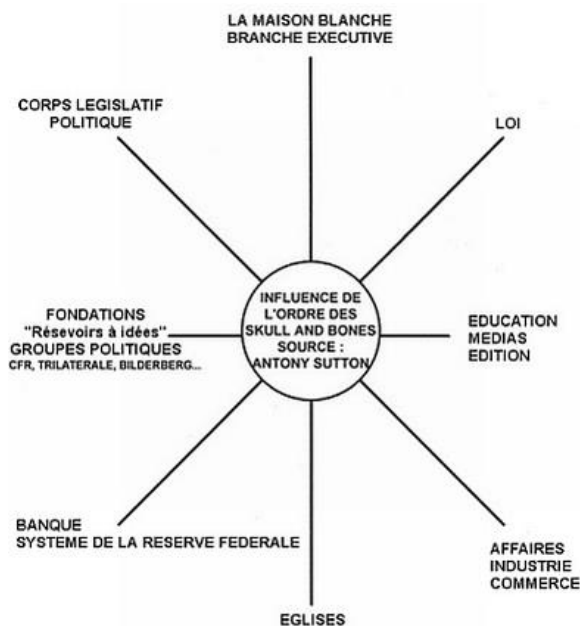 LA MAISON BLANCHE
BRANCHE EXECUTIVE
CORPS LEGISLATIF
POLITIQUE
LOI
FONDATIONS
"Résevoirs à idées"
GROUPES POLITIQUES
CFR, TRILATERALE, BILDERBERG...
INFLUENCE DE
L'ORDRE DES
SKULL AND BONES
SOURCE :
ANTONY SUTTON
EDUCATION
MEDIAS
EDITION
BANQUE
SYSTEME DE LA RESERVE FEDERALE
AFFAIRES
INDUSTRIE
COMMERCE
EGLISES